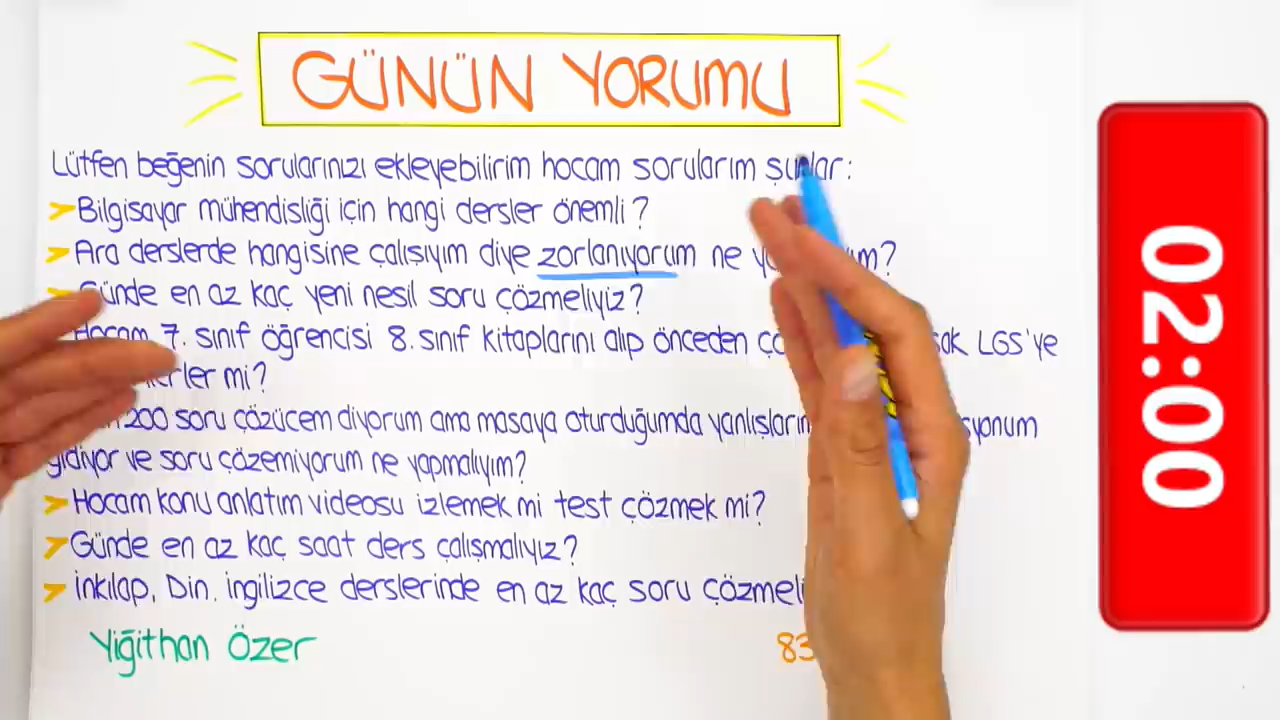 GÜNÜN YORUMU
Lütfen beğenin sorularınızı ekleyebilirim hocam sorularım şunlar:
➤ Bilgisayar mühendisliği için hangi dersler önemli?
➤ Ara derslerde hangisine çalışıyım diye zorlanıyorum ne
➤ Günde en az kaç yeni nesil soru çözmeliyiz?
Hocam 7. sınıf öğrencisi 8. sınıf kitaplarını alıp önceden LGS'ye
mi?
200 soru çözücem diyorum ama masaya oturduğumda
gidiyor ve soru çözemiyorum ne yapmalıyım?
➤ Hocam konu anlatım videosu izlemek mi test çözmek mi?
➤ Günde en az kaç saat ders çalışmalıyız?
➤ İnkılap, Din, İngilizce derslerinde en az kaç soru
Yiğithan Özer
02:00